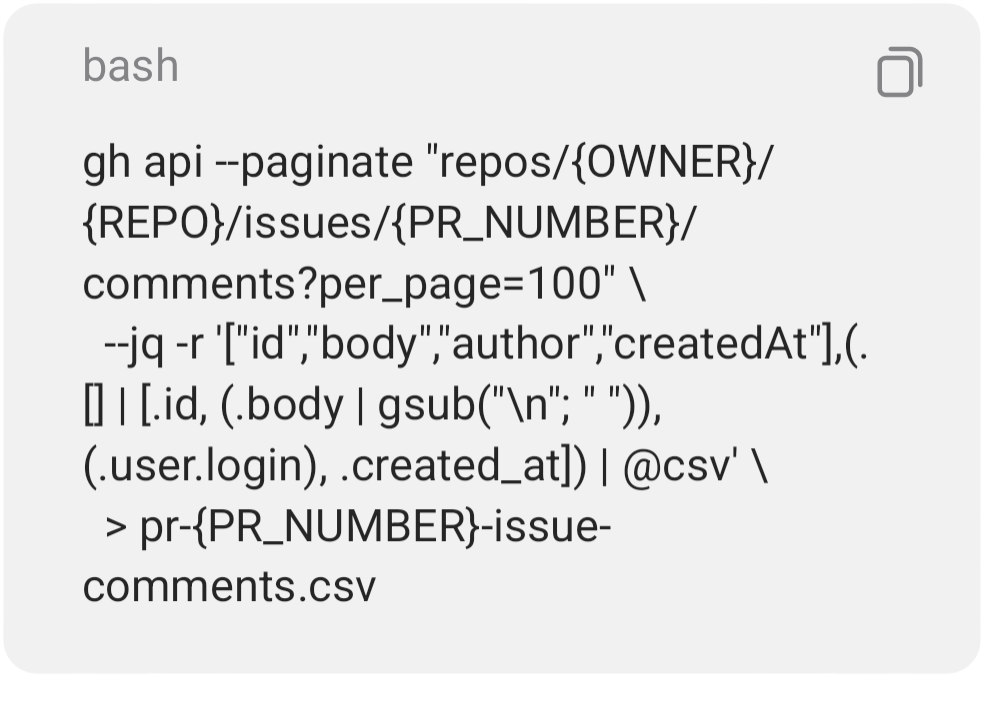 bash
gh api --paginate "repos/{OWNER}/
{REPO}/issues/{PR_NUMBER}/
comments?per_page=100" \
  --jq -r '["id","body","author","createdAt"],(.
[] | [.id, (.body | gsub("\n"; " ")),
(.user.login), .created_at]) | @csv' \
  > pr-{PR_NUMBER}-issue-
comments.csv